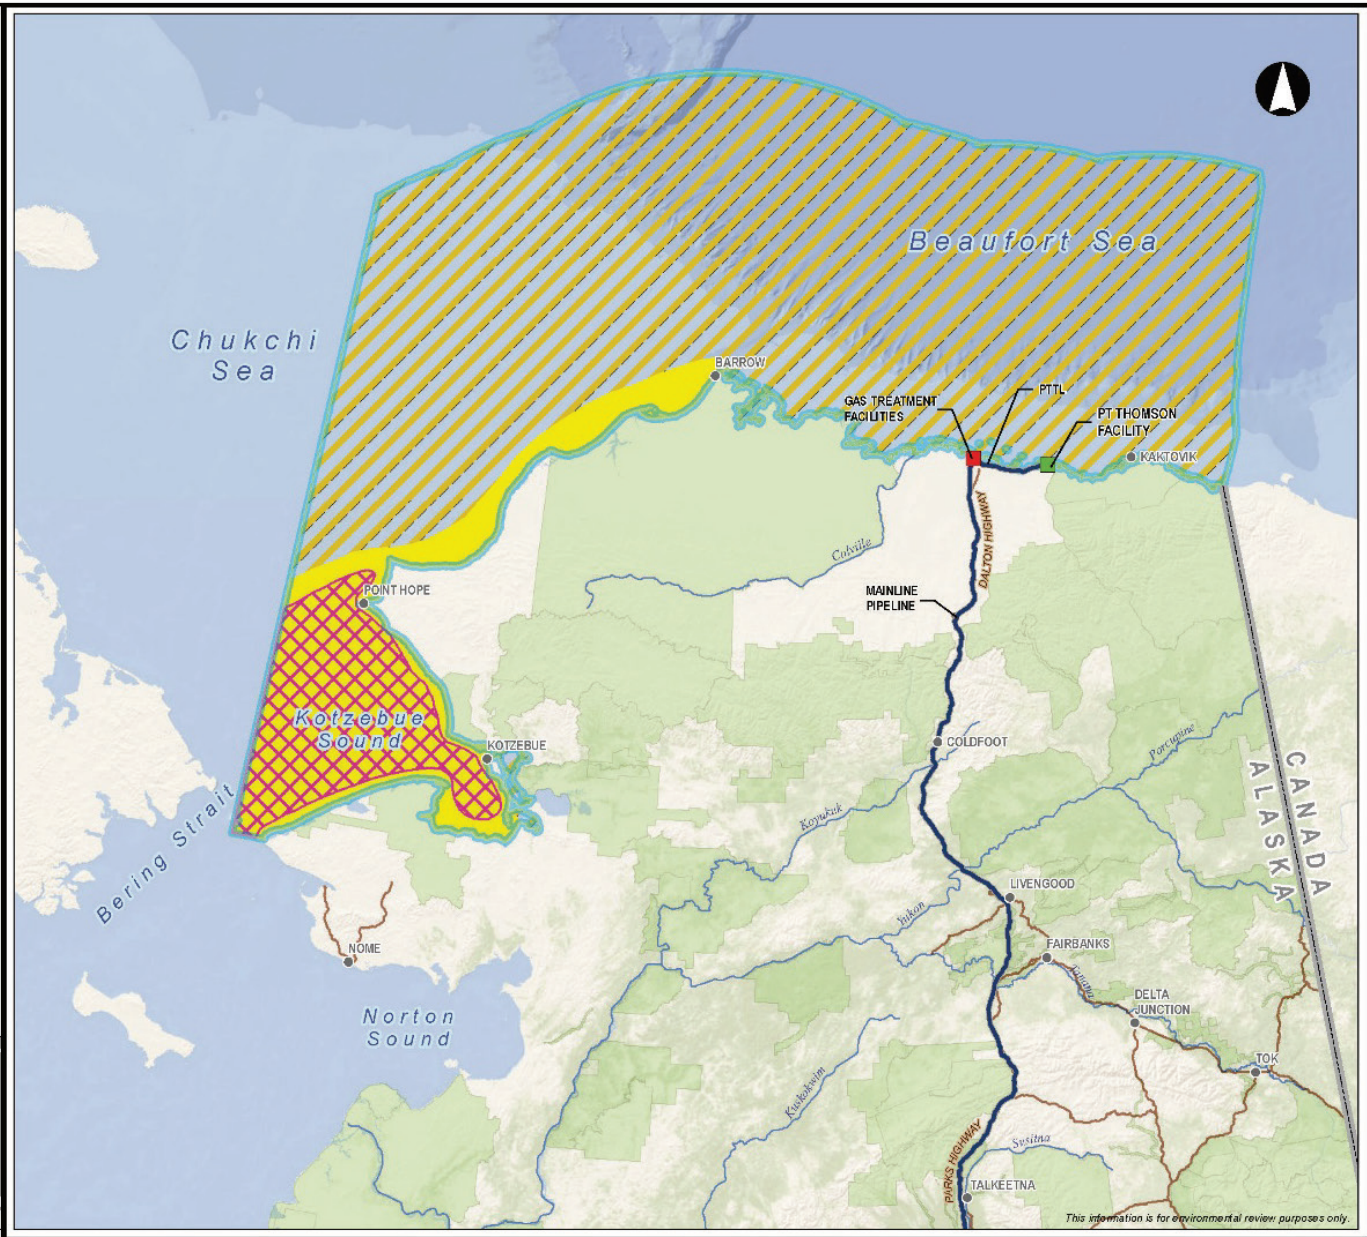 Beaufort Sea
Chukchi
Sea
BARROW
GAS TREATMENT
FACILITIES
PTTL
PT THOMSON
FACILITY
KAKTOVIK
DALTON HIGHWAY
Colville
POINT HOPE
MAINLINE
PIPELINE
Kotzebue
Sound
KOTZEBUE
COLDFOOT
Porcupine
CANADA
ALASKA
Bering Strait
Koyukuk
LIVENGOOD
Yukon
NOME
FAIRBANKS
Tanana
DELTA
JUNCTION
Norton
Sound
TOK
Kuskokwim
PARKS HIGHWAY
Susitna
TALKEETNA
This information is for environmental review purposes only.